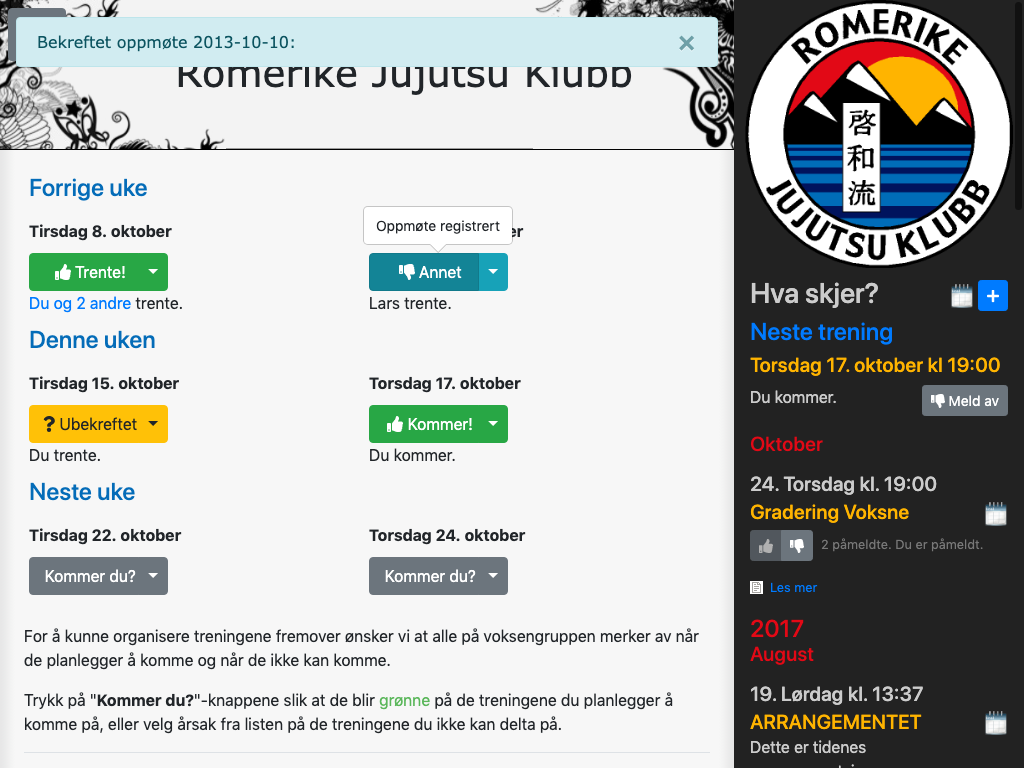 Bekreftet oppmøte 2013-10-10:
×
Romerike Jujutsu Klubb
Forrige uke
Tirsdag 8. oktober
er
Oppmøte registrert
Trente!
Annet
Du og 2 andre trente.
Lars trente.
Denne uken
Tirsdag 15. oktober
Torsdag 17. oktober
? Ubekreftet
Kommer!
Du trente.
Du kommer.
Neste uke
Tirsdag 22. oktober
Torsdag 24. oktober
Kommer du?
Kommer du?
For å kunne organisere treningene fremover ønsker vi at alle på voksengruppen merker av når
de planlegger å komme og når de ikke kan komme.
Trykk på "Kommer du?"-knappene slik at de blir grønne på de treningene du planlegger å
komme på, eller velg årsak fra listen på de treningene du ikke kan delta på.
ROMERIKE
啓和流
JUJUTSU KLUBB
Hva skjer?
+
Neste trening
Torsdag 17. oktober kl 19:00
Du kommer.
Meld av
Oktober
24. Torsdag kl. 19:00
Gradering Voksne
2 påmeldte. Du er påmeldt.
Les mer
2017
August
19. Lørdag kl. 13:37
ARRANGEMENTET
Dette er tidenes